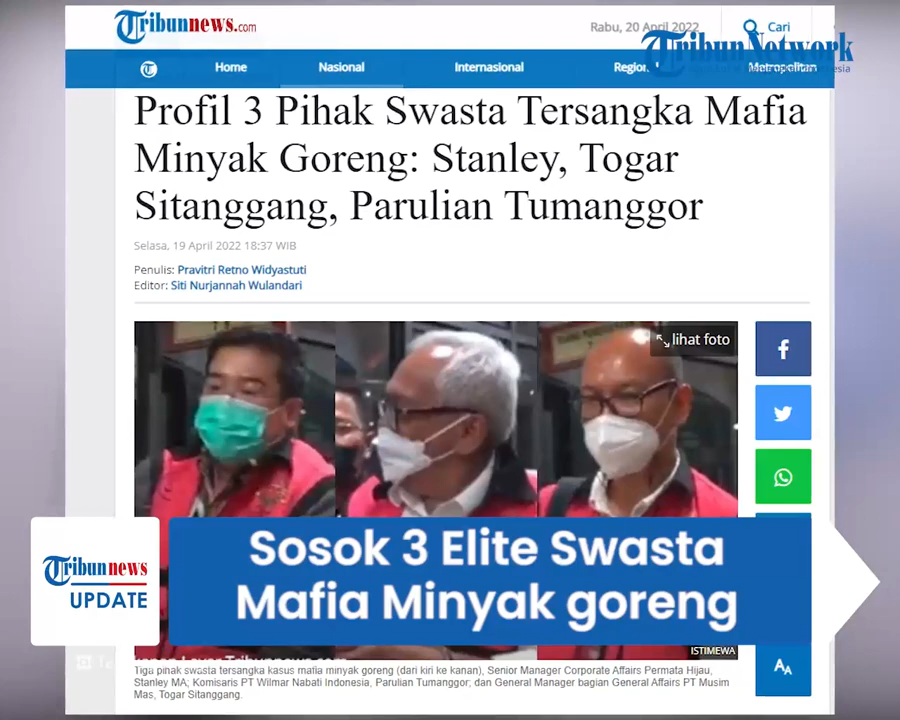 Tribunnews.com
Rabu, 20 April 2022
Cari
Tribun Network
Home
Nasional
Internasional
Region
Metropolitan
Profil 3 Pihak Swasta Tersangka Mafia
Minyak Goreng: Stanley, Togar
Sitanggang, Parulian Tumanggor
Selasa, 19 April 2022 18:37 WIB
Penulis: Pravitri Retno Widyastuti
Editor: Siti Nurjannah Wulandari
lihat foto
Sosok 3 Elite Swasta
Mafia Minyak goreng
Tribunnews
UPDATE
ISTIMEWA
Tiga pihak swasta tersangka kasus mafia minyak goreng (dari kiri ke kanan), Senior Manager Corporate Affairs Permata Hijau,
Stanley MA; Komisaris PT Wilmar Nabati Indonesia, Parulian Tumanggor; dan General Manager bagian General Affairs PT Musim
Mas, Togar Sitanggang.
AA